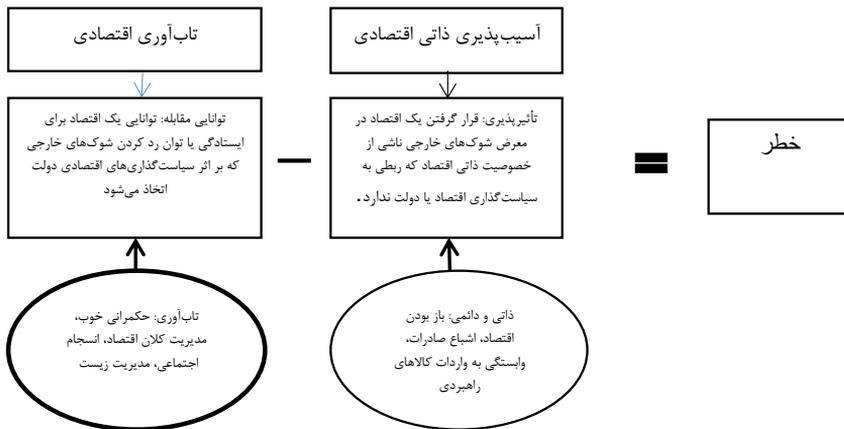 تاب‌آوری اقتصادی
آسیب‌پذیری ذاتی اقتصادی
توانایی مقابله: توانایی یک اقتصاد برای
ایستادگی یا توان رد کردن شوک‌های خارجی
که بر اثر سیاست‌گذاری‌های اقتصادی دولت
اتخاذ می‌شود
تأثیرپذیری: قرار گرفتن یک اقتصاد در
معرض شوک‌های خارجی ناشی از
خصوصیت ذاتی اقتصاد که ربطی به
سیاست‌گذاری اقتصاد یا دولت ندارد.
خطر
تاب‌آوری: حکمرانی خوب،
مدیریت کلان اقتصاد، انسجام
اجتماعی، مدیریت زیست
ذاتی و دائمی: باز بودن
اقتصاد، اشباع صادرات،
وابستگی به واردات کالاهای
راهبردی